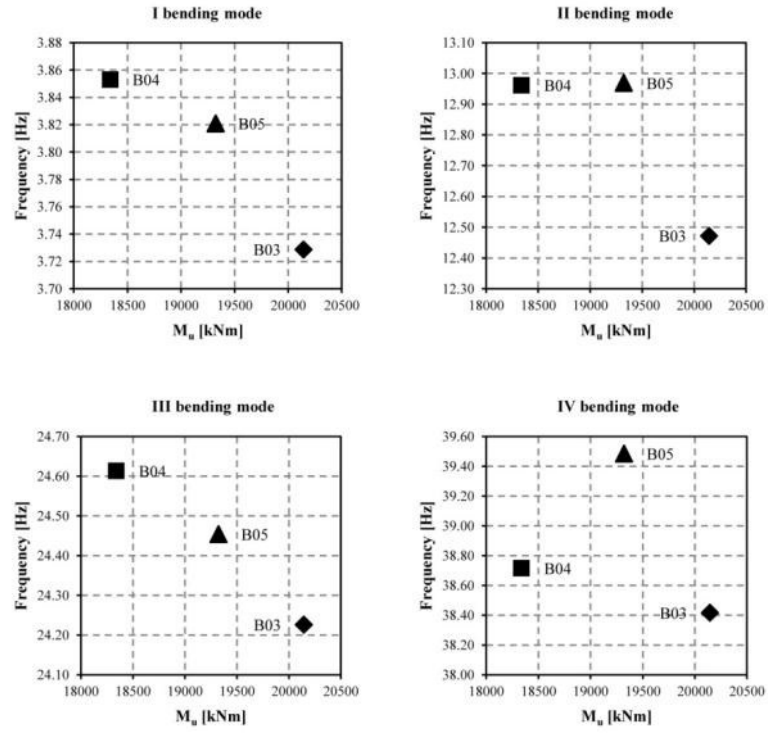 I bending mode
3.88
3.86
3.84
3.82
3.80
3.78
3.76
3.74
3.72
3.70
Frequency [Hz]
B04
B05
B03
18000 18500 19000 19500 20000 20500
Mᵤ [kNm]
II bending mode
13.10
13.00
12.90
12.80
12.70
12.60
12.50
12.40
12.30
Frequency [Hz]
B04
B05
B03
18000 18500 19000 19500 20000 20500
Mᵤ [kNm]
III bending mode
24.70
24.60
24.50
24.40
24.30
24.20
24.10
Frequency [Hz]
B04
B05
B03
18000 18500 19000 19500 20000 20500
Mᵤ [kNm]
IV bending mode
39.60
39.40
39.20
39.00
38.80
38.60
38.40
38.20
38.00
Frequency [Hz]
B05
B04
B03
18000 18500 19000 19500 20000 20500
Mᵤ [kNm]